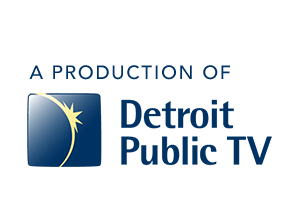 A PRODUCTION OF
Detroit
Public TV